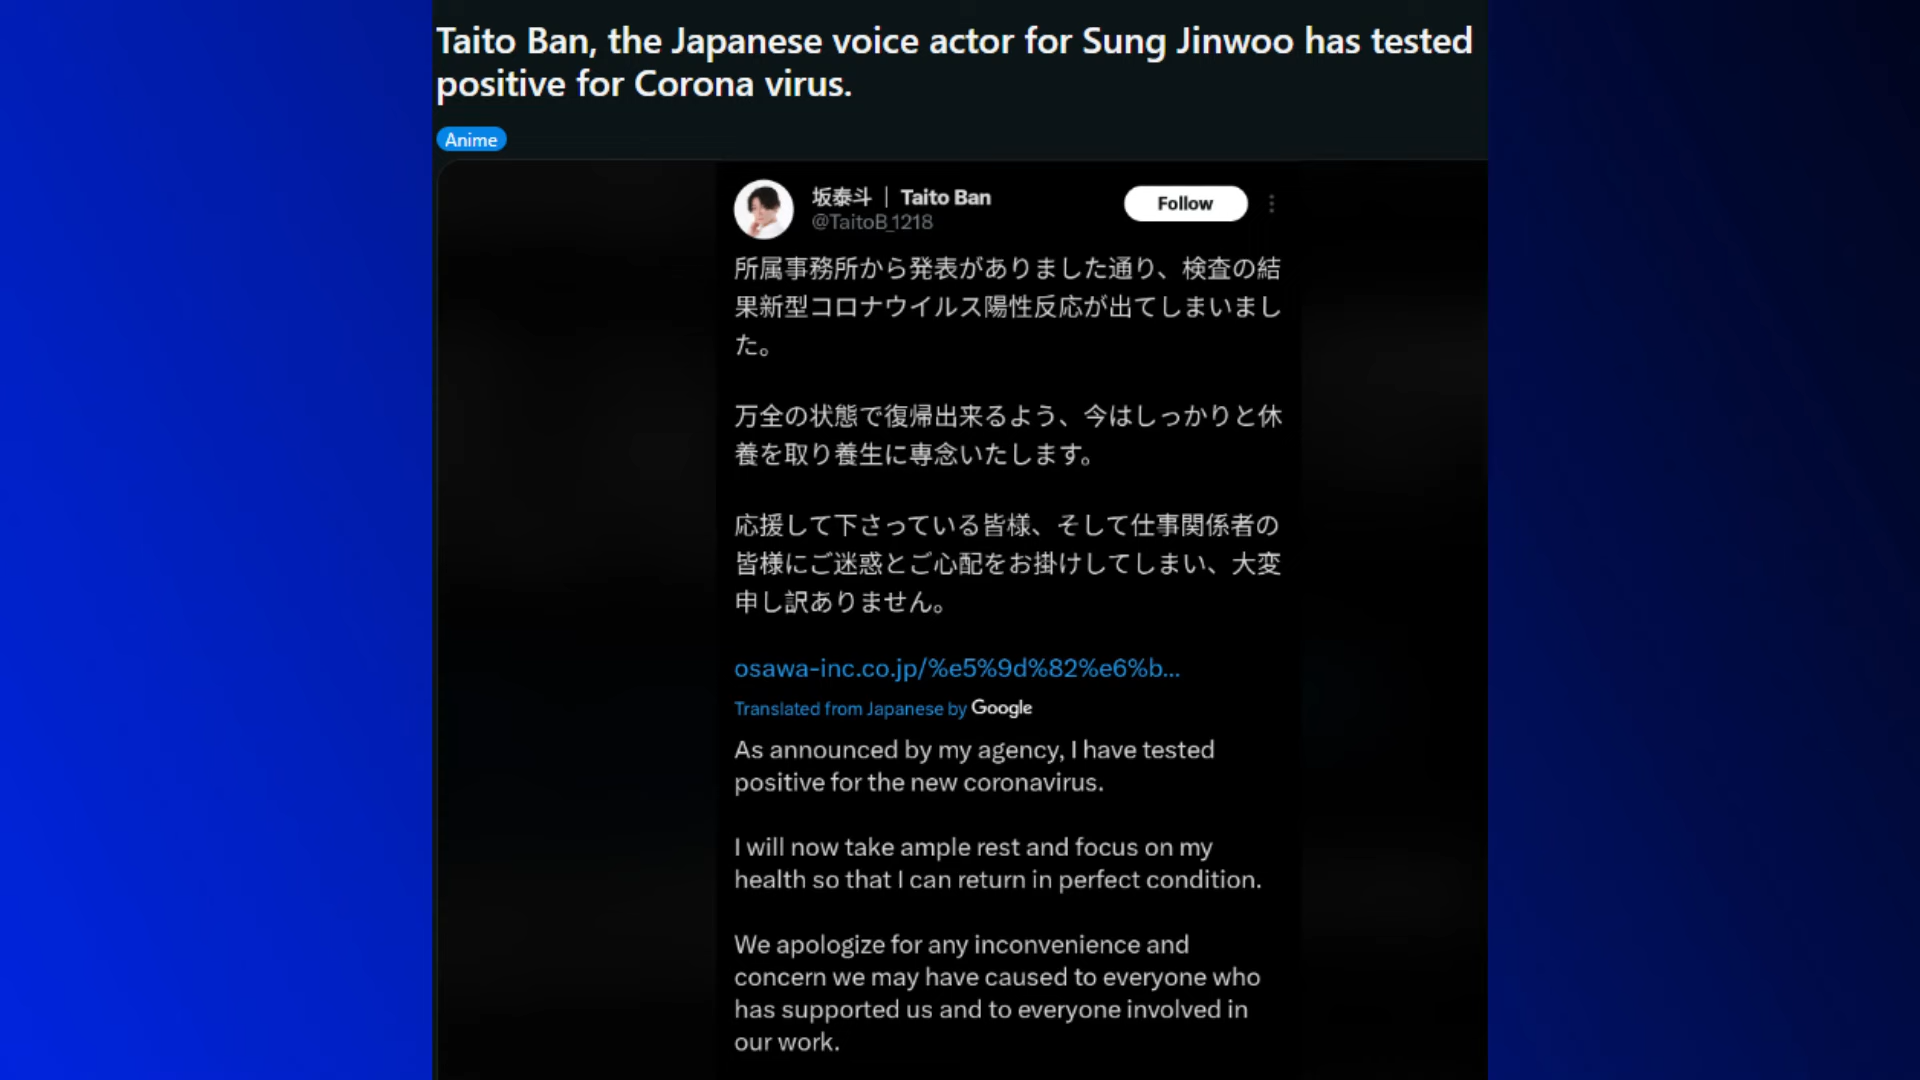 Taito Ban, the Japanese voice actor for Sung Jinwoo has tested
positive for Corona virus.
Anime
坂泰斗｜Taito Ban
@TaitoB_1218
Follow
所属事務所から発表がありました通り、検査の結
果新型コロナウイルス陽性反応が出てしまいまし
た。
万全の状態で復帰出来るよう、今はしっかりと休
養を取り養生に専念いたします。
応援して下さっている皆様、そして仕事関係者の
皆様にご迷惑とご心配をお掛けしてしまい、大変
申し訳ありません。
osawa-inc.co.jp/%e5%9d%82%e6%b...
Translated from Japanese by Google
As announced by my agency, I have tested
positive for the new coronavirus.
I will now take ample rest and focus on my
health so that I can return in perfect condition.
We apologize for any inconvenience and
concern we may have caused to everyone who
has supported us and to everyone involved in
our work.